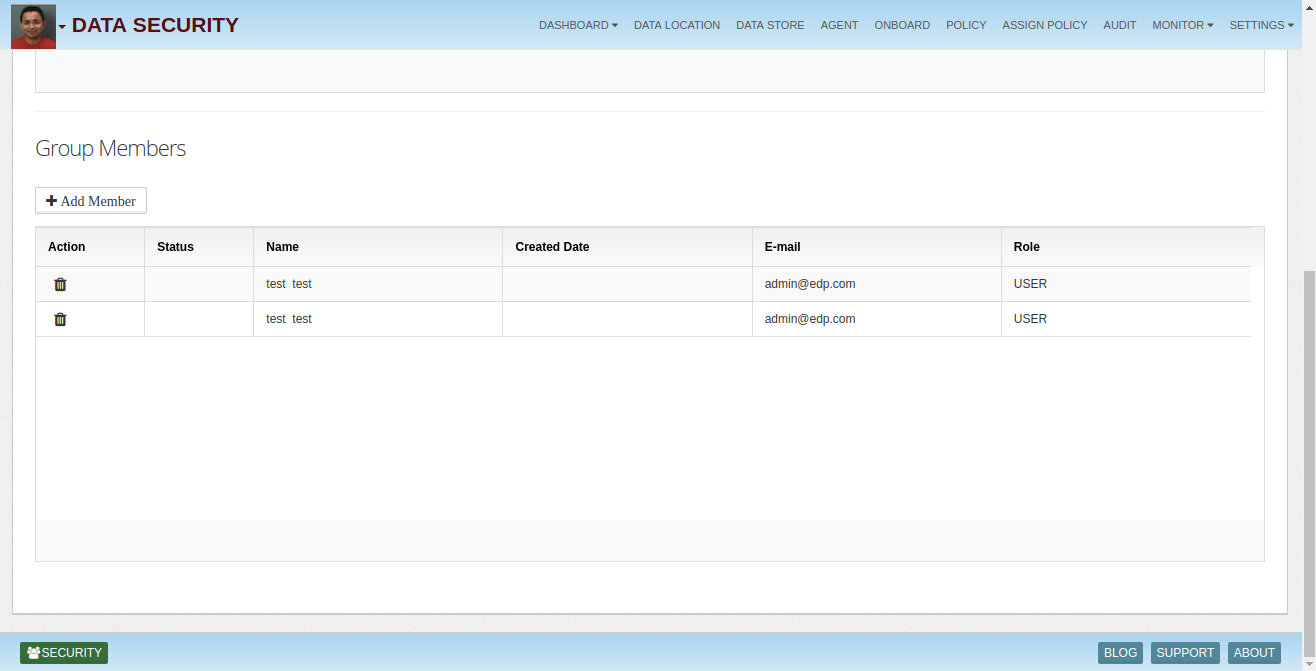 DATA SECURITY
DASHBOARD DATA LOCATION DATA STORE AGENT ONBOARD POLICY ASSIGN POLICY AUDIT MONITOR SETTINGS
Group Members
Add Member
Action Status Name Created Date E-mail Role
test test admin@edp.com USER
test test admin@edp.com USER
SECURITY BLOG SUPPORT ABOUT